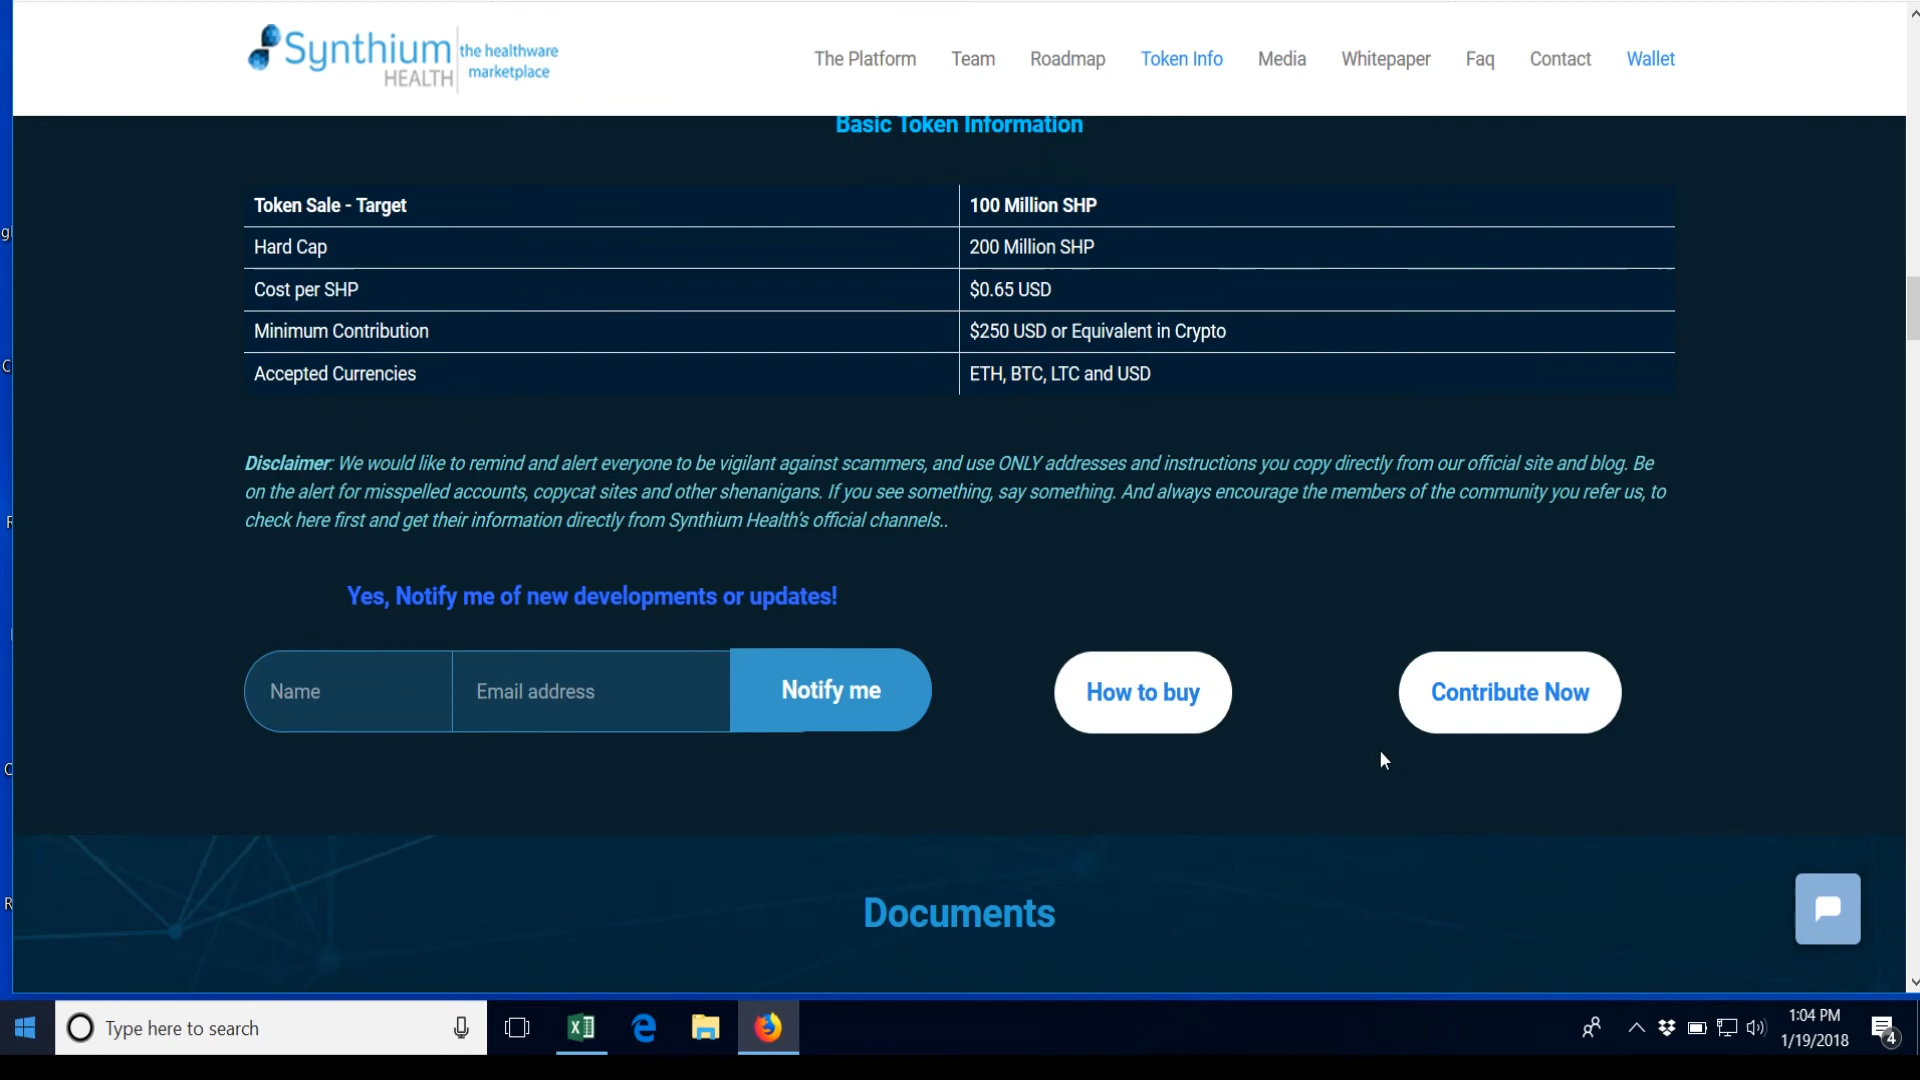 Synthium
HEALTH
the healthware
marketplace
The Platform
Team
Roadmap
Token Info
Media
Whitepaper
Faq
Contact
Wallet
Basic Token Information
Token Sale - Target 100 Million SHP
Hard Cap 200 Million SHP
Cost per SHP $0.65 USD
Minimum Contribution $250 USD or Equivalent in Crypto
Accepted Currencies ETH, BTC, LTC and USD
Disclaimer: We would like to remind and alert everyone to be vigilant against scammers, and use ONLY addresses and instructions you copy directly from our official site and blog. Be
on the alert for misspelled accounts, copycat sites and other shenanigans. If you see something, say something. And always encourage the members of the community you refer us, to
check here first and get their information directly from Synthium Health's official channels..
Yes, Notify me of new developments or updates!
Name
Email address
Notify me
How to buy
Contribute Now
Documents
Type here to search
1:04 PM
1/19/2018
4